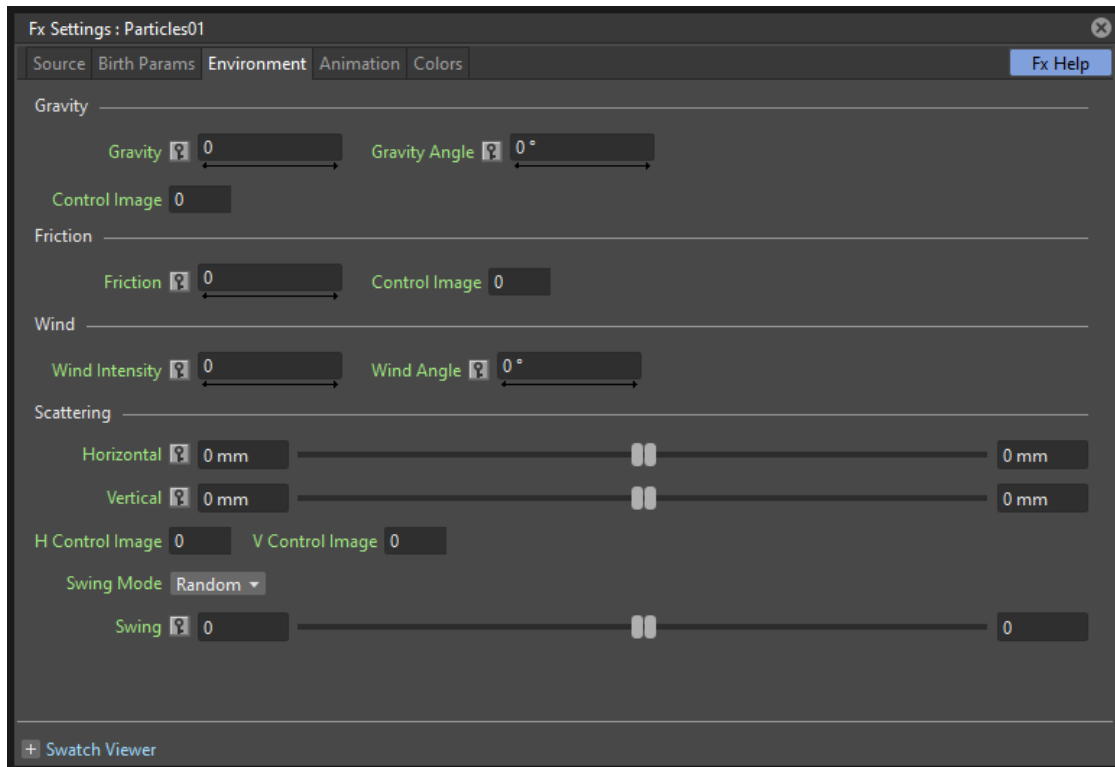 Fx Settings : Particles01
Source Birth Params Environment Animation Colors Fx Help
Gravity
Gravity 0 Gravity Angle 0 °
Control Image 0
Friction
Friction 0 Control Image 0
Wind
Wind Intensity 0 Wind Angle 0 °
Scattering
Horizontal 0 mm 0 mm
Vertical 0 mm 0 mm
H Control Image 0 V Control Image 0
Swing Mode Random
Swing 0 0
Swatch Viewer